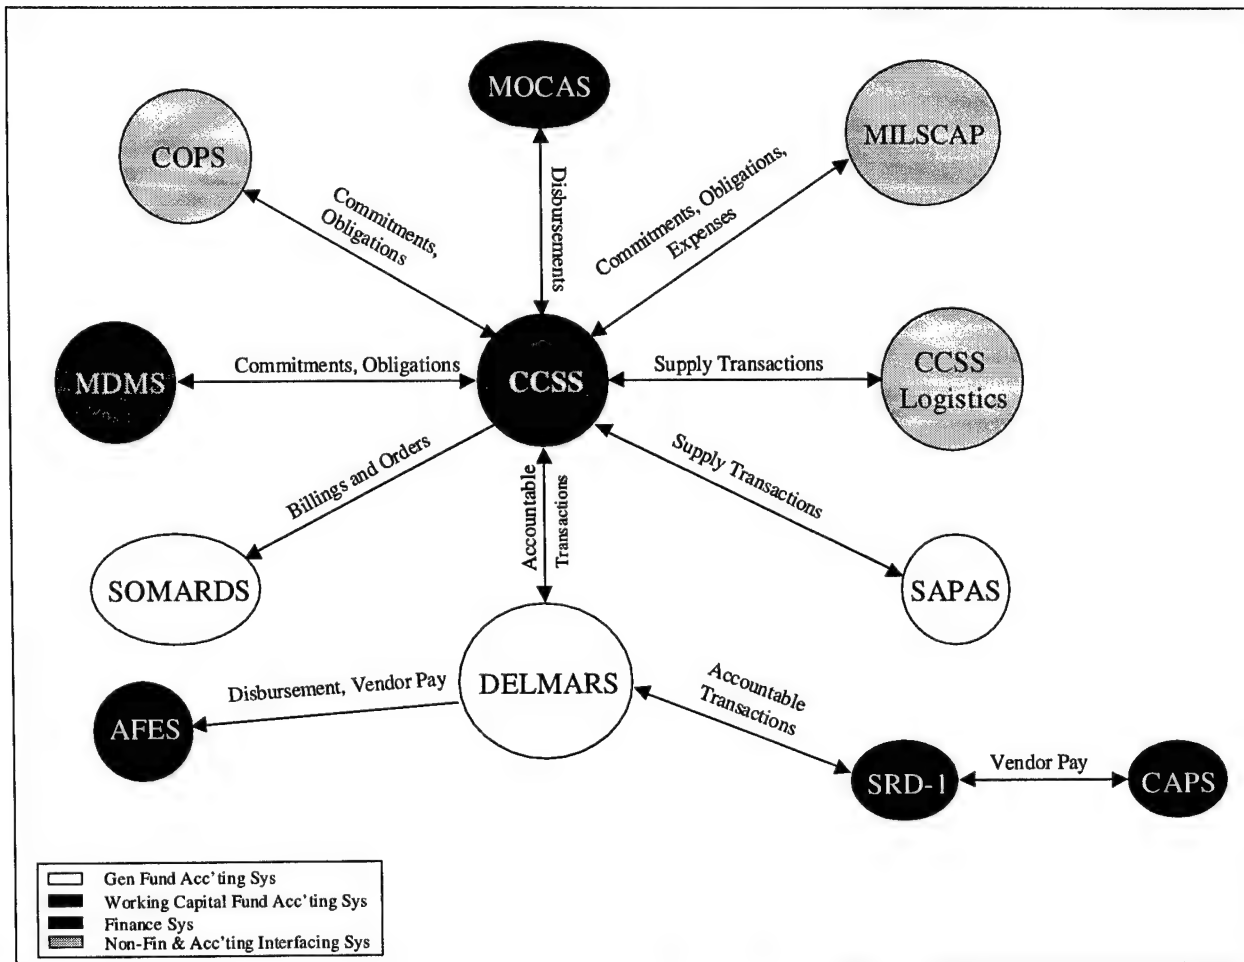 MOCAS
COPS
MILSCAP
Commitments,
Obligations
Disbursements
Commitments, Obligations,
Expenses
MDMS
Commitments, Obligations
CCSS
Supply Transactions
CCSS
Logistics
Billings and Orders
Accountable
Transactions
Supply Transactions
SOMARDS
SAPAS
DELMARS
Disbursement, Vendor Pay
AFES
Accountable
Transactions
SRD-1
Vendor Pay
CAPS
Gen Fund Acc'ting Sys
Working Capital Fund Acc'ting Sys
Finance Sys
Non-Fin & Acc'ting Interfacing Sys